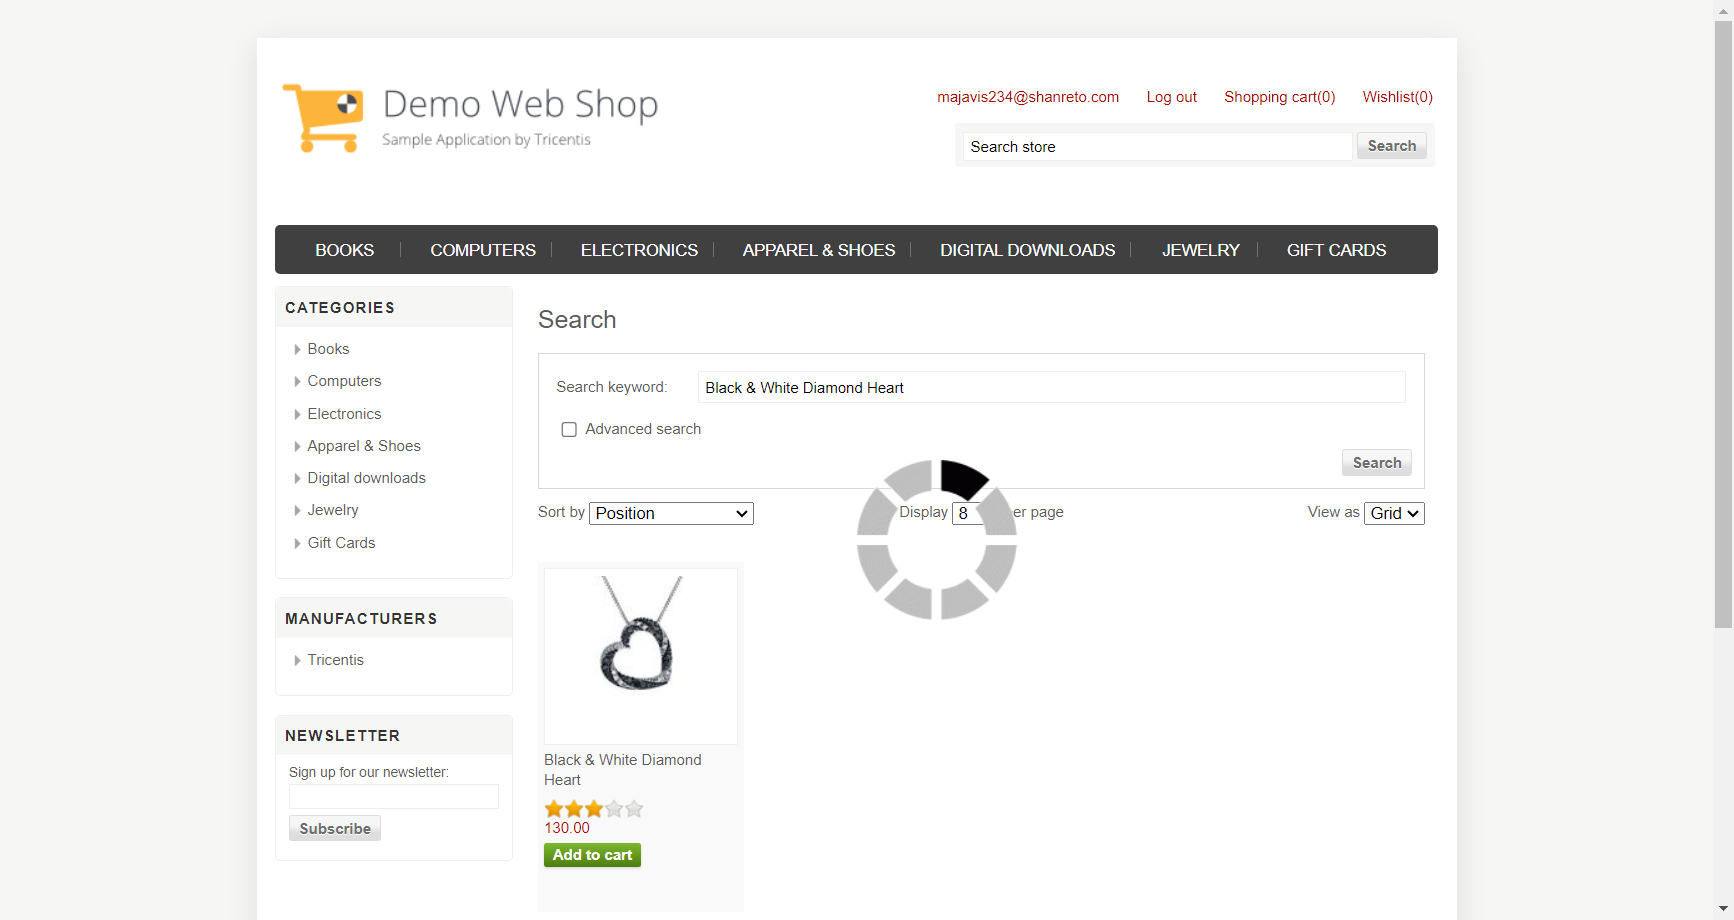 Demo Web Shop
Sample Application by Tricentis
majavis234@shanreto.com Log out Shopping cart(0) Wishlist(0)
Search store Search
BOOKS COMPUTERS ELECTRONICS APPAREL & SHOES DIGITAL DOWNLOADS JEWELRY GIFT CARDS
CATEGORIES
Books
Computers
Electronics
Apparel & Shoes
Digital downloads
Jewelry
Gift Cards
MANUFACTURERS
Tricentis
NEWSLETTER
Sign up for our newsletter:
Subscribe
Search
Search keyword: Black & White Diamond Heart
Advanced search
Search
Sort by Position Display 8 er page View as Grid
Black & White Diamond
Heart
130.00
Add to cart